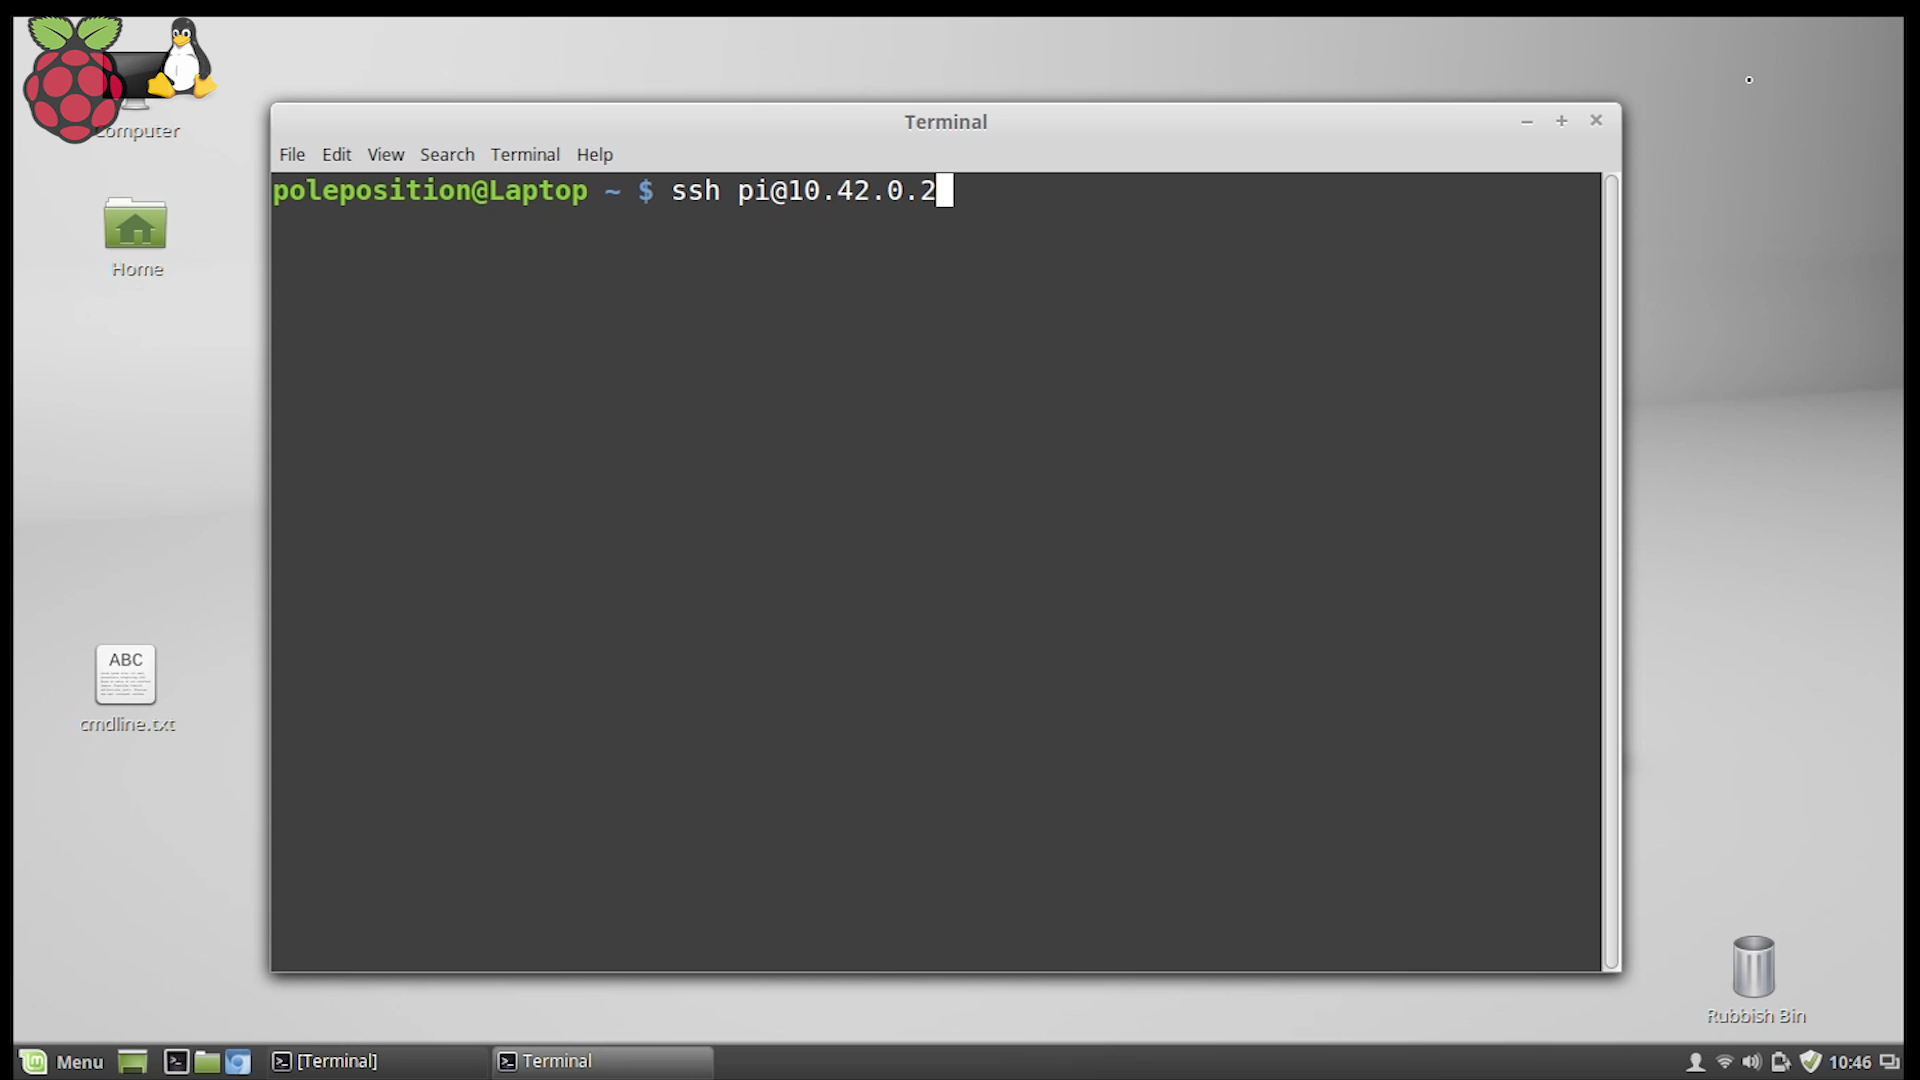 Computer
Terminal
File Edit View Search Terminal Help
poleposition@Laptop ~ $ ssh pi@10.42.0.2
Home
ABC
cmdline.txt
Rubbish Bin
Menu
[Terminal]
Terminal
10:46